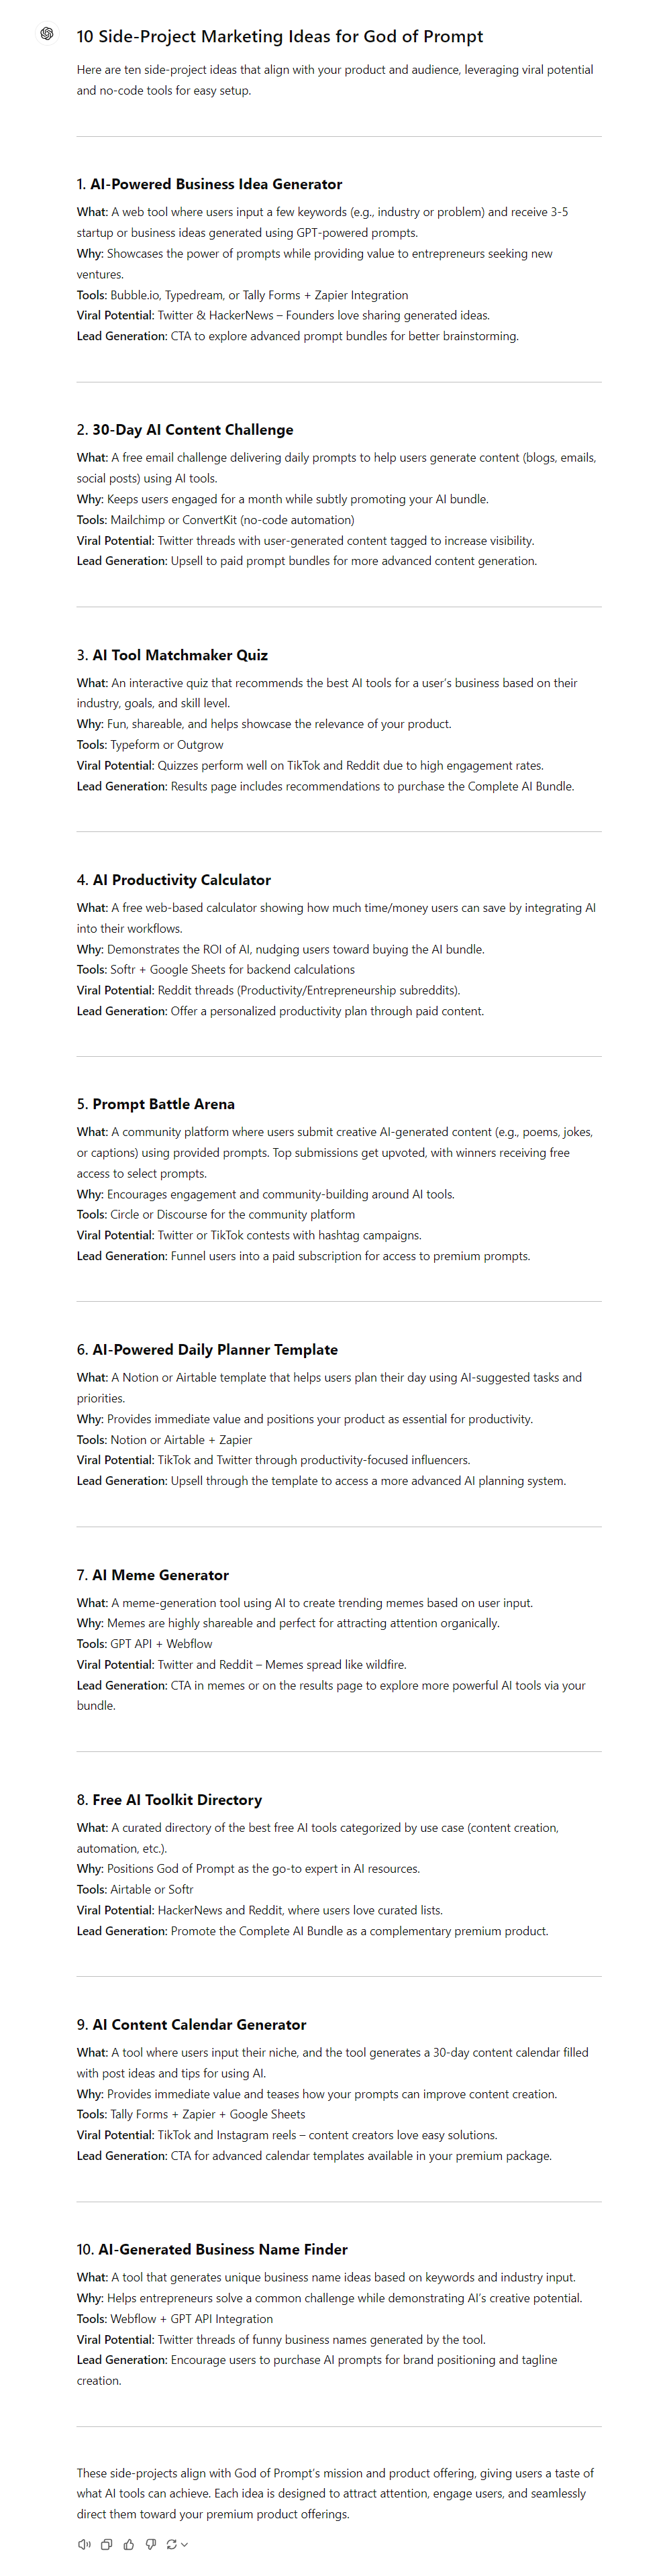 10 Side-Project Marketing Ideas for God of Prompt
Here are ten side-project ideas that align with your product and audience, leveraging viral potential
and no-code tools for easy setup.
1. AI-Powered Business Idea Generator
What: A web tool where users input a few keywords (e.g., industry or problem) and receive 3-5
startup or business ideas generated using GPT-powered prompts.
Why: Showcases the power of prompts while providing value to entrepreneurs seeking new
ventures.
Tools: Bubble.io, Typedream, or Tally Forms + Zapier Integration
Viral Potential: Twitter & HackerNews – Founders love sharing generated ideas.
Lead Generation: CTA to explore advanced prompt bundles for better brainstorming.
2. 30-Day AI Content Challenge
What: A free email challenge delivering daily prompts to help users generate content (blogs, emails,
social posts) using AI tools.
Why: Keeps users engaged for a month while subtly promoting your AI bundle.
Tools: Mailchimp or ConvertKit (no-code automation)
Viral Potential: Twitter threads with user-generated content tagged to increase visibility.
Lead Generation: Upsell to paid prompt bundles for more advanced content generation.
3. AI Tool Matchmaker Quiz
What: An interactive quiz that recommends the best AI tools for a user's business based on their
industry, goals, and skill level.
Why: Fun, shareable, and helps showcase the relevance of your product.
Tools: Typeform or Outgrow
Viral Potential: Quizzes perform well on TikTok and Reddit due to high engagement rates.
Lead Generation: Results page includes recommendations to purchase the Complete AI Bundle.
4. AI Productivity Calculator
What: A free web-based calculator showing how much time/money users can save by integrating AI
into their workflows.
Why: Demonstrates the ROI of AI, nudging users toward buying the AI bundle.
Tools: Softr + Google Sheets for backend calculations
Viral Potential: Reddit threads (Productivity/Entrepreneurship subreddits).
Lead Generation: Offer a personalized productivity plan through paid content.
5. Prompt Battle Arena
What: A community platform where users submit creative AI-generated content (e.g., poems, jokes,
or captions) using provided prompts. Top submissions get upvoted, with winners receiving free
access to select prompts.
Why: Encourages engagement and community-building around AI tools.
Tools: Circle or Discourse for the community platform
Viral Potential: Twitter or TikTok contests with hashtag campaigns.
Lead Generation: Funnel users into a paid subscription for access to premium prompts.
6. AI-Powered Daily Planner Template
What: A Notion or Airtable template that helps users plan their day using AI-suggested tasks and
priorities.
Why: Provides immediate value and positions your product as essential for productivity.
Tools: Notion or Airtable + Zapier
Viral Potential: TikTok and Twitter through productivity-focused influencers.
Lead Generation: Upsell through the template to access a more advanced AI planning system.
7. AI Meme Generator
What: A meme-generation tool using AI to create trending memes based on user input.
Why: Memes are highly shareable and perfect for attracting attention organically.
Tools: GPT API + Webflow
Viral Potential: Twitter and Reddit – Memes spread like wildfire.
Lead Generation: CTA in memes or on the results page to explore more powerful AI tools via your
bundle.
8. Free AI Toolkit Directory
What: A curated directory of the best free AI tools categorized by use case (content creation,
automation, etc.).
Why: Positions God of Prompt as the go-to expert in AI resources.
Tools: Airtable or Softr
Viral Potential: HackerNews and Reddit, where users love curated lists.
Lead Generation: Promote the Complete AI Bundle as a complementary premium product.
9. AI Content Calendar Generator
What: A tool where users input their niche, and the tool generates a 30-day content calendar filled
with post ideas and tips for using AI.
Why: Provides immediate value and teases how your prompts can improve content creation.
Tools: Tally Forms + Zapier + Google Sheets
Viral Potential: TikTok and Instagram reels – content creators love easy solutions.
Lead Generation: CTA for advanced calendar templates available in your premium package.
10. AI-Generated Business Name Finder
What: A tool that generates unique business name ideas based on keywords and industry input.
Why: Helps entrepreneurs solve a common challenge while demonstrating AI's creative potential.
Tools: Webflow + GPT API Integration
Viral Potential: Twitter threads of funny business names generated by the tool.
Lead Generation: Encourage users to purchase AI prompts for brand positioning and tagline
creation.
These side-projects align with God of Prompt's mission and product offering, giving users a taste of
what AI tools can achieve. Each idea is designed to attract attention, engage users, and seamlessly
direct them toward your premium product offerings.